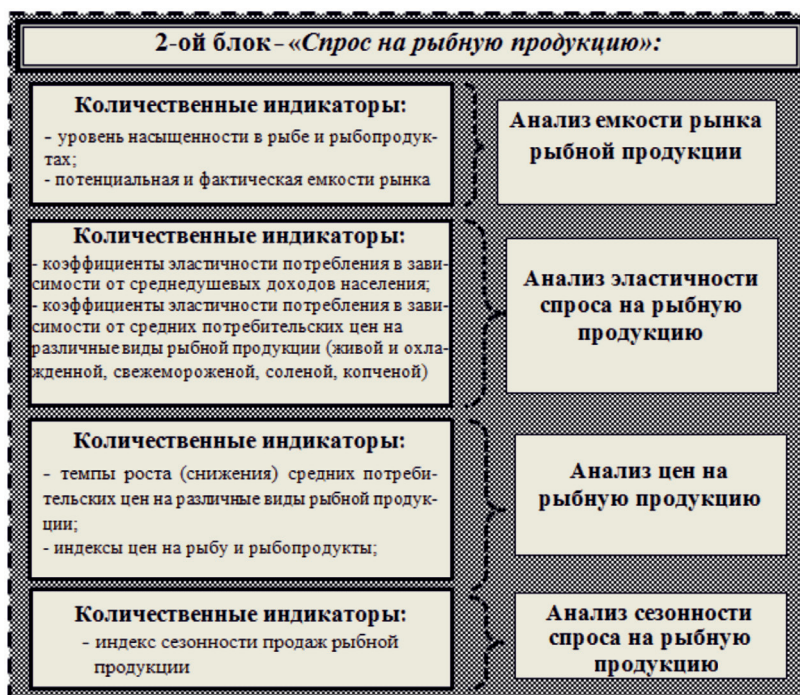 2-ой блок – «Спрос на рыбную продукцию»:
Количественные индикаторы:
- уровень насыщенности в рыбе и рыбопродук-
тах;
- потенциальная и фактическая емкости рынка
Анализ емкости рынка
рыбной продукции
Количественные индикаторы:
- коэффициенты эластичности потребления в зави-
симости от среднедушевых доходов населения;
- коэффициенты эластичности потребления в зави-
симости от средних потребительских цен на
различные виды рыбной продукции (живой и охла-
жденной, свежемороженой, соленой, копченой)
Анализ эластичности
спроса на рыбную
продукцию
Количественные индикаторы:
- темпы роста (снижения) средних потреби-
тельских цен на различные виды рыбной продук-
ции;
- индексы цен на рыбу и рыбопродукты;
Анализ цен на
рыбную продукцию
Количественные индикаторы:
- индекс сезонности продаж рыбной
продукции
Анализ сезонности
спроса на рыбную
продукцию